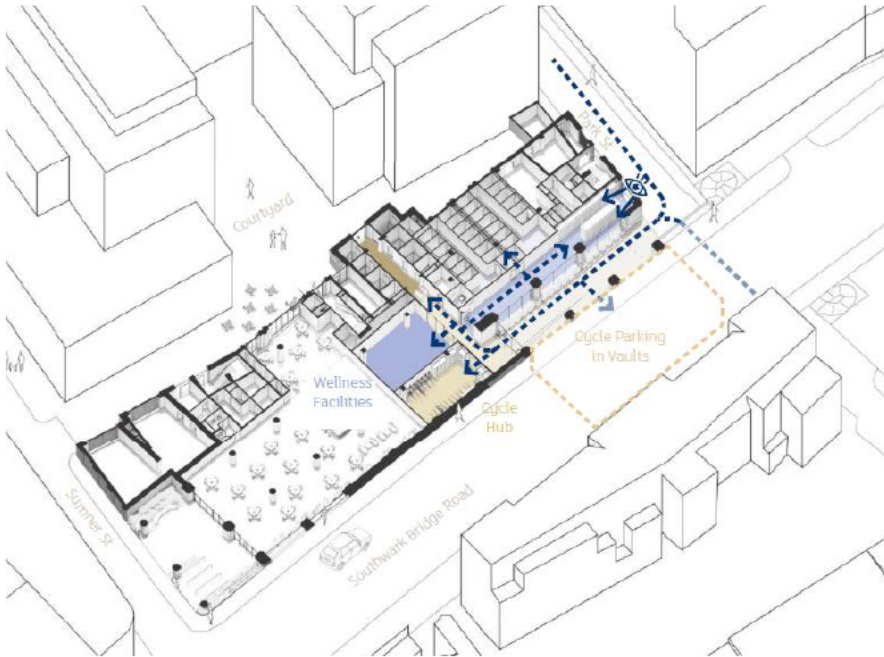 Park St
Courtyard
Cycle Parking
in Vaults
Wellness
Facilities
Cycle
Hub
Southwark Bridge Road
Sumner St